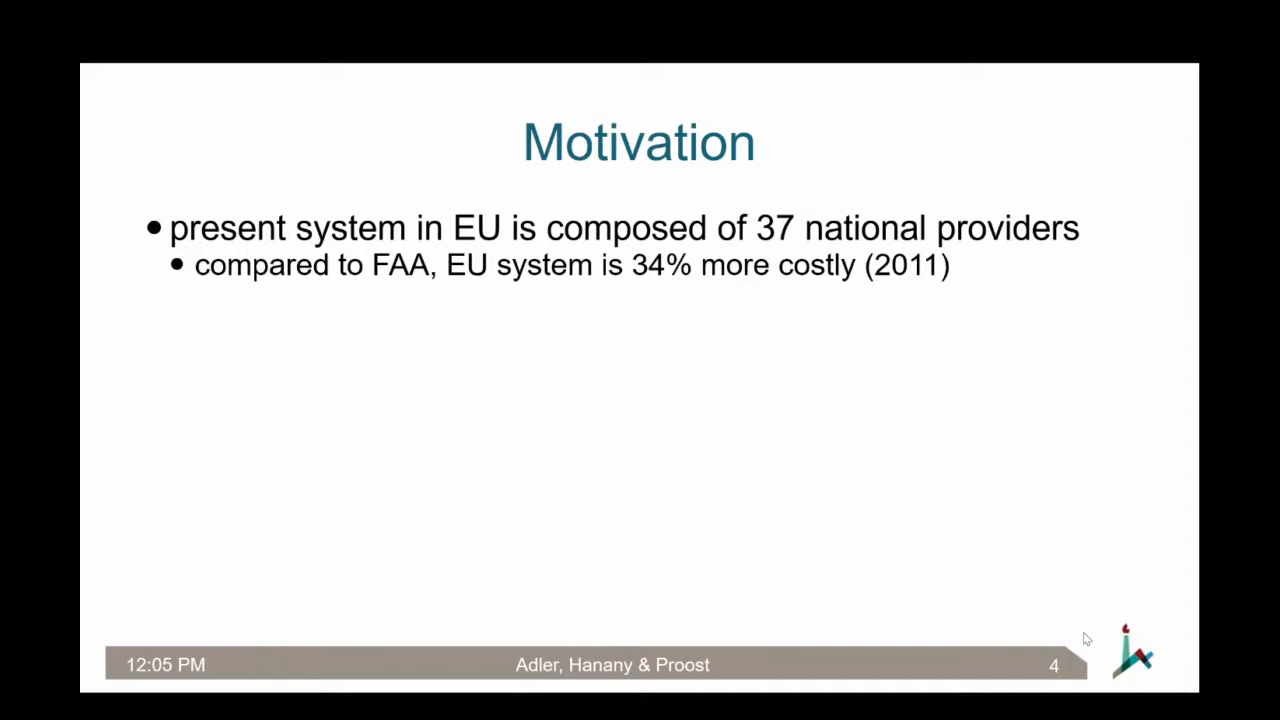 Motivation
• present system in EU is composed of 37 national providers
• compared to FAA, EU system is 34% more costly (2011)
12:05 PM
Adler, Hanany & Proost
4